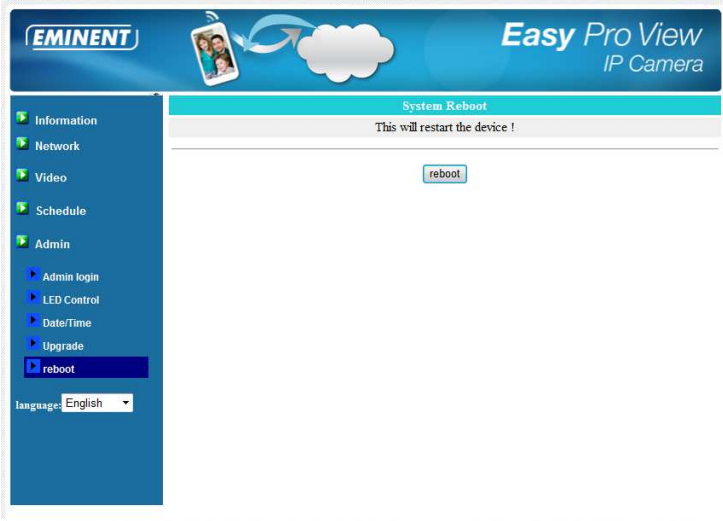 EMINENT
Easy Pro View
IP Camera
Information
Network
Video
Schedule
Admin
Admin login
LED Control
Date/Time
Upgrade
reboot
language: English
System Reboot
This will restart the device !
reboot